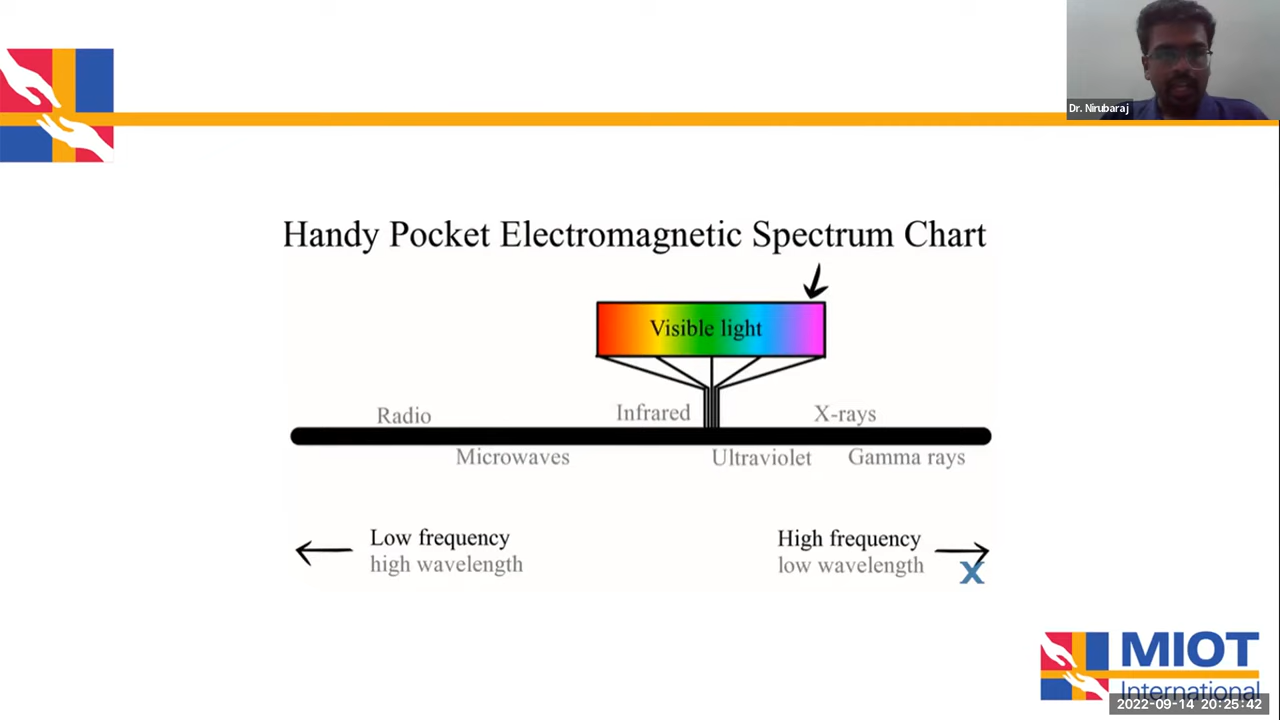 Dr. Nirubaraj
Handy Pocket Electromagnetic Spectrum Chart
Visible light
Radio
Infrared
X-rays
Microwaves
Ultraviolet
Gamma rays
Low frequency
high wavelength
High frequency
low wavelength
X
MIOT
International
2022-09-14 20:25:42